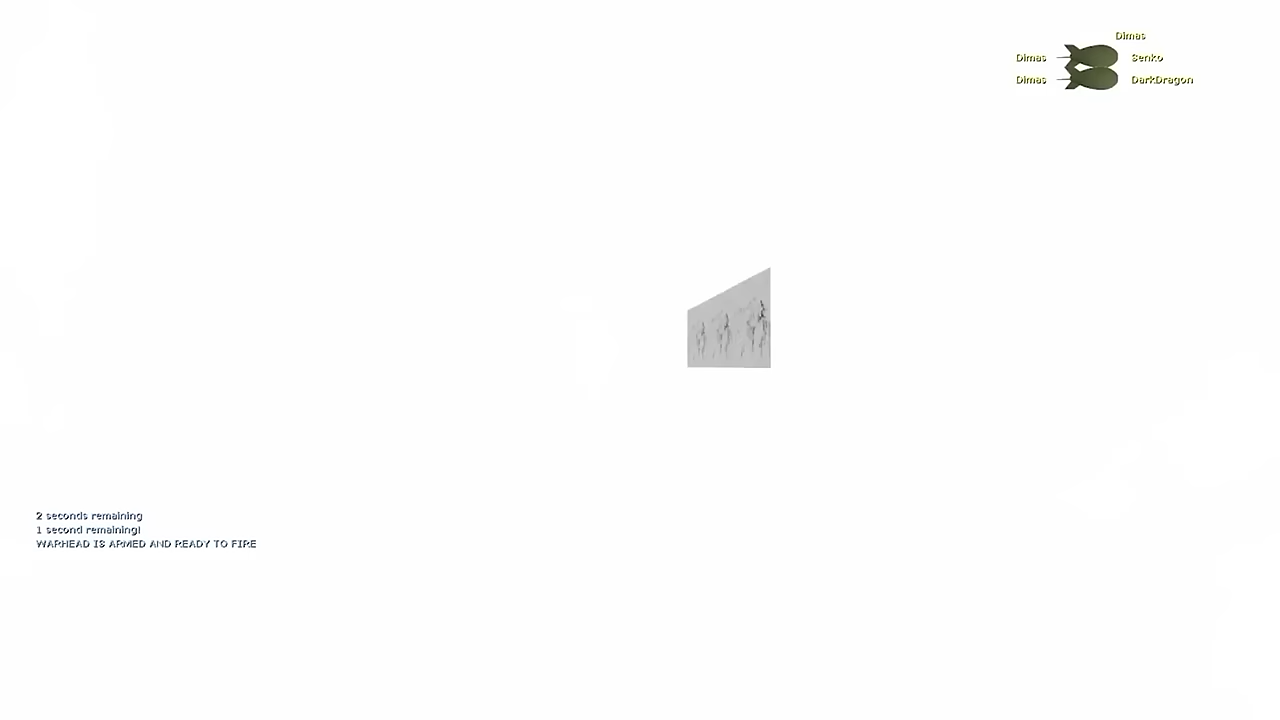 Dimas
Dimas Senko
Dimas DarkDragon
2 seconds remaining
1 second remaining!
WARHEAD IS ARMED AND READY TO FIRE